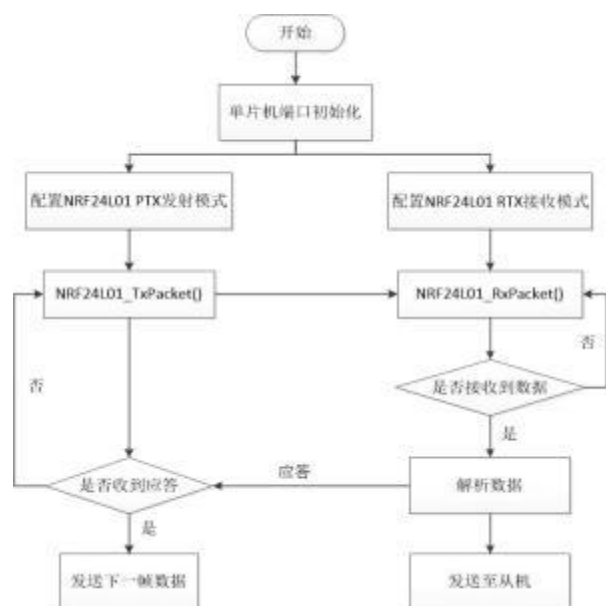 开始
单片机端口初始化
配置NRF24L01 PTX发射模式
配置NRF24L01 RTX接收模式
NRF24L01_TxPacket()
NRF24L01_RxPacket()
否
否
是否接收到数据
是
应答
是否收到应答
解析数据
是
发送下一帧数据
发送至从机